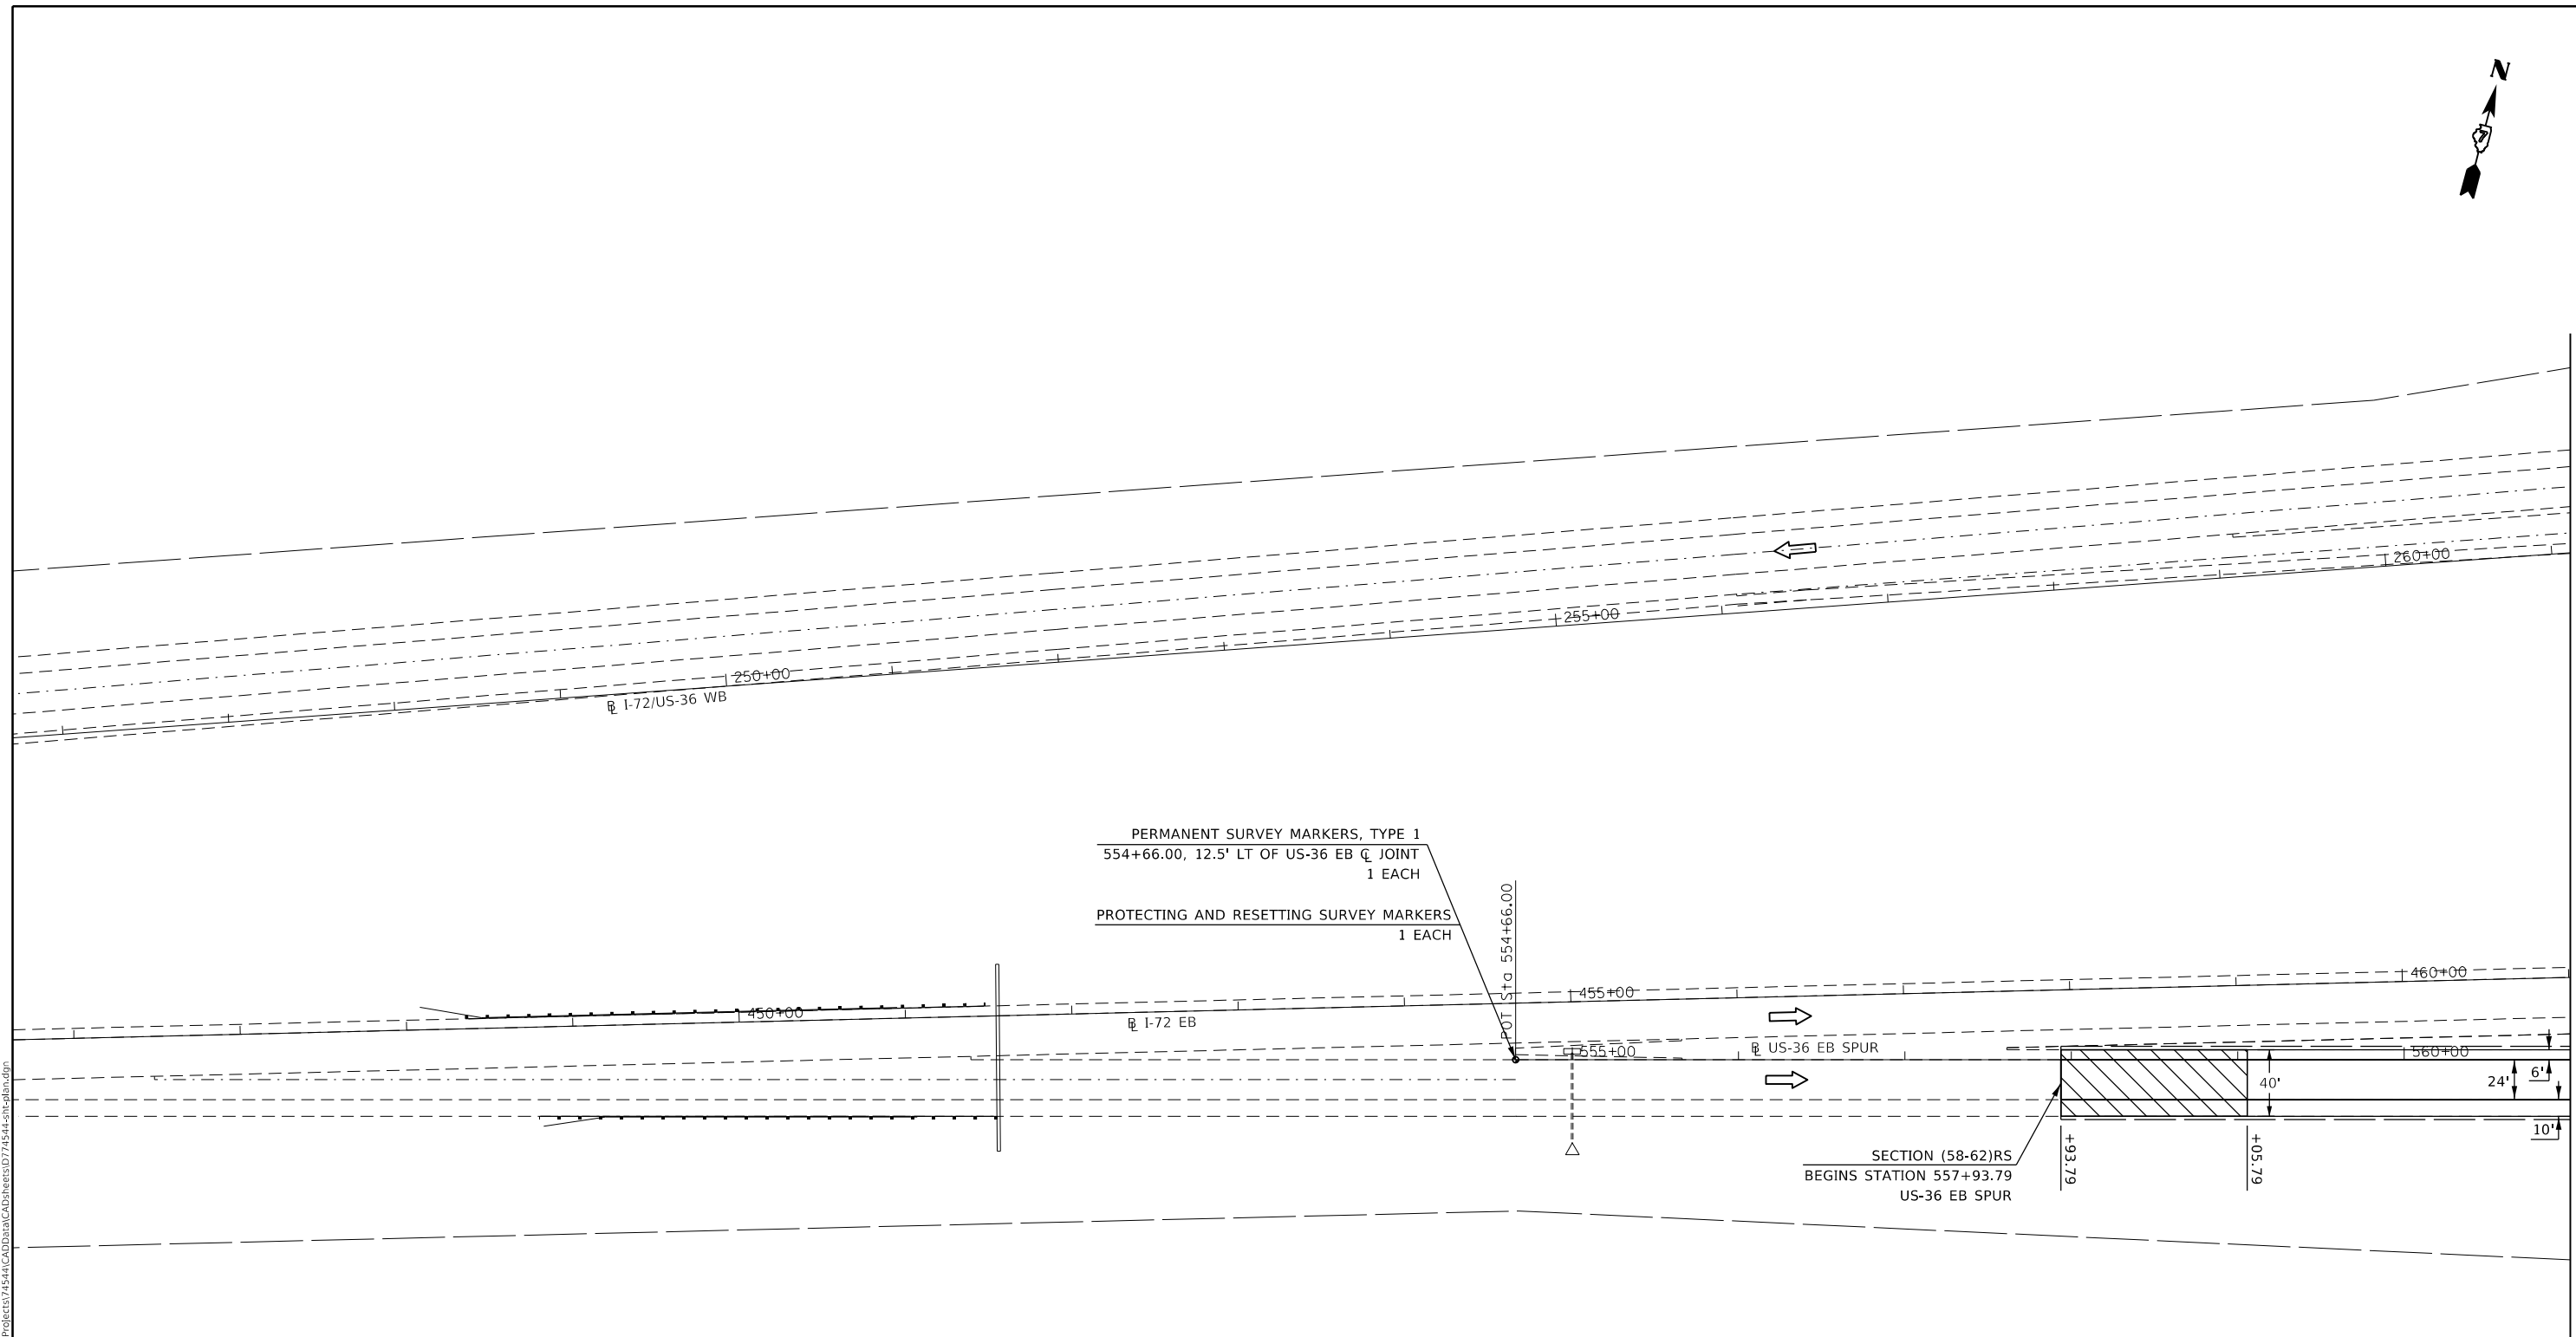 N
7
260+00
255+00
250+00
℄ I-72/US-36 WB
PERMANENT SURVEY MARKERS, TYPE 1
554+66.00, 12.5' LT OF US-36 EB ℄ JOINT
1 EACH
PROTECTING AND RESETTING SURVEY MARKERS
1 EACH
POT Sta 554+66.00
460+00
455+00
450+00
℄ I-72 EB
555+00
℄ US-36 EB SPUR
560+00
6'
24'
40'
10'
SECTION (58-62)RS
BEGINS STATION 557+93.79
US-36 EB SPUR
+93.79
+05.79
Projects\74544\CADData\CADsheets\D774544-sht-plan.dgn